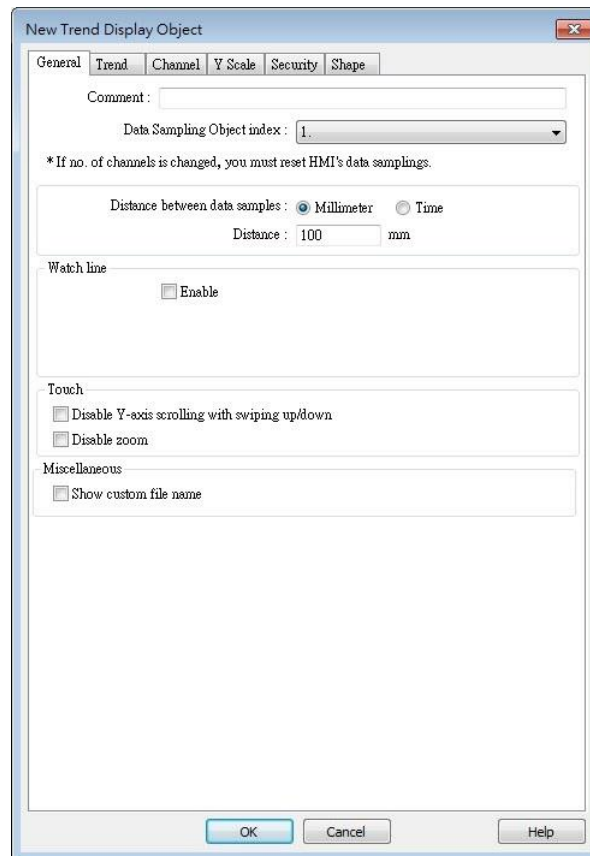 New Trend Display Object
General Trend Channel Y Scale Security Shape
Comment :
Data Sampling Object index : 1.
* If no. of channels is changed, you must reset HMI's data samplings.
Distance between data samples : Millimeter Time
Distance : 100 mm
Watch line
Enable
Touch
Disable Y-axis scrolling with swiping up/down
Disable zoom
Miscellaneous
Show custom file name
OK Cancel Help